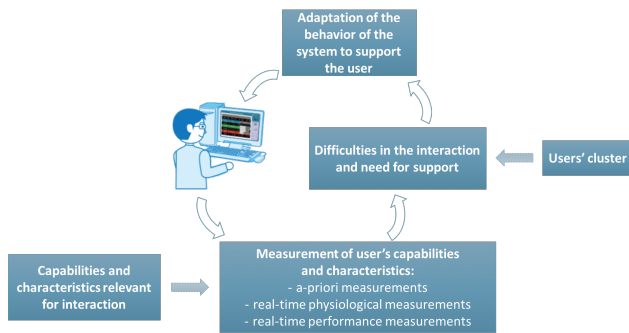 Adaptation of the
behavior of the
system to support
the user
Difficulties in the interaction
and need for support
Users' cluster
Measurement of user's capabilities
and characteristics:
- a-priori measurements
- real-time physiological measurements
- real-time performance measurements
Capabilities and
characteristics relevant
for interaction